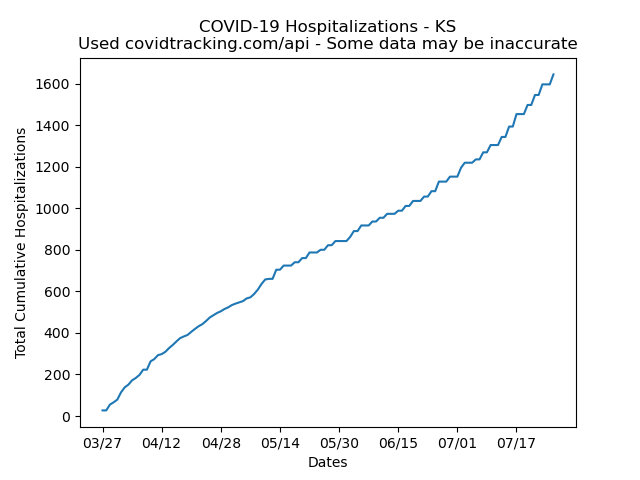 COVID-19 Hospitalizations - KS
Used covidtracking.com/api - Some data may be inaccurate
Total Cumulative Hospitalizations
1600
1400
1200
1000
800
600
400
200
0
03/27 04/12 04/28 05/14 05/30 06/15 07/01 07/17
Dates